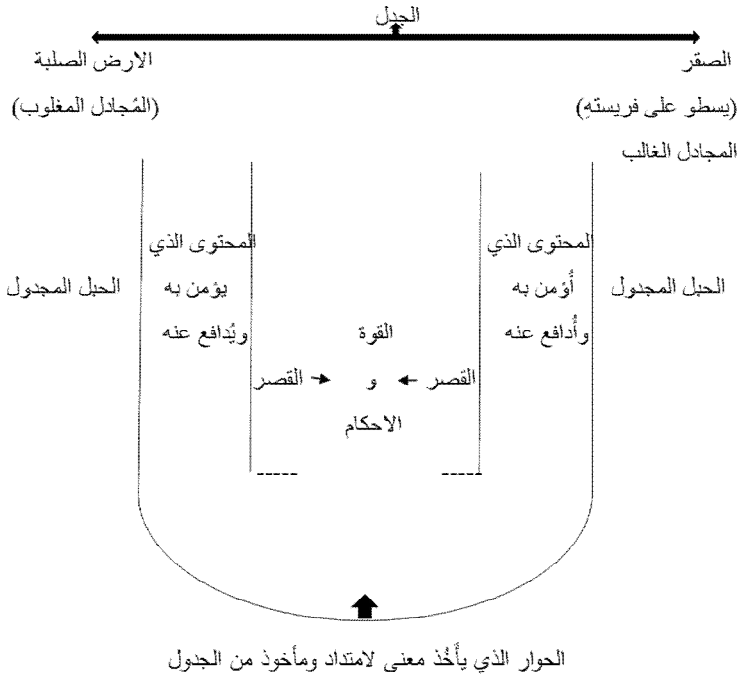 الجدل
الصقر
(يسطو على فريستهِ)
المجادل الغالب
الارض الصلبة
(المُجادل المغلوب)
الحبل المجدول
المحتوى الذي
أُؤمن به
وأُدافع عنه
القصر
القوة
و
الاحكام
القصر
المحتوى الذي
يؤمن به
ويُدافع عنه
الحبل المجدول
الحوار الذي يأَخُذ معنى لامتداد ومأخوذ من الجدول